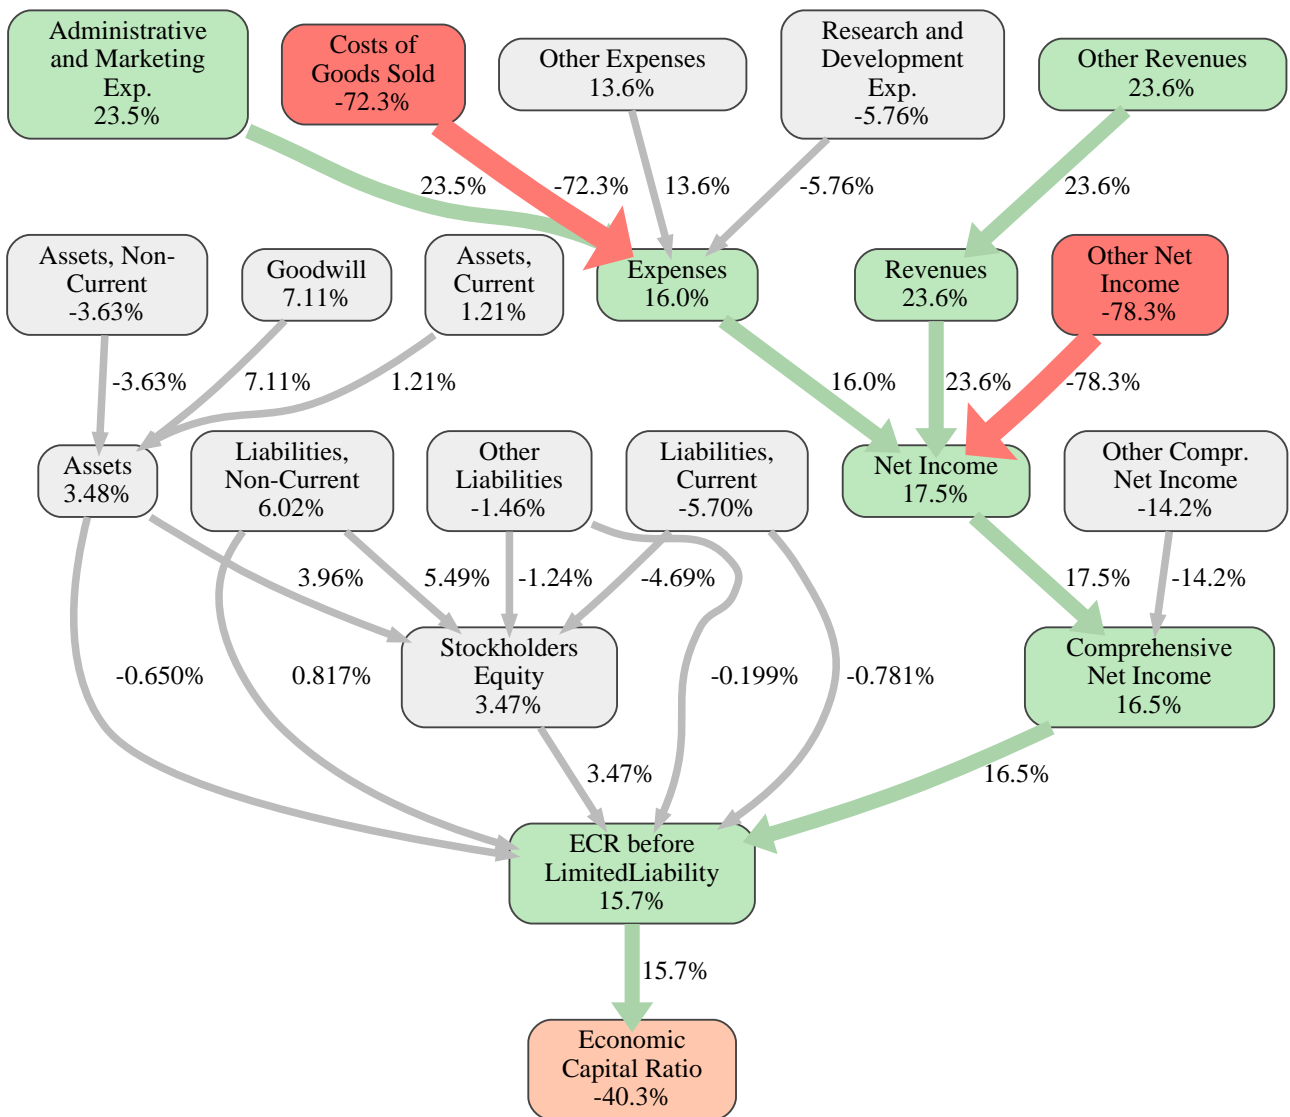 Administrative
and Marketing
Exp.
23.5%
Costs of
Goods Sold
-72.3%
Other Expenses
13.6%
Research and
Development
Exp.
-5.76%
Other Revenues
23.6%
23.5%
-72.3%
13.6%
-5.76%
23.6%
Assets, Non-
Current
-3.63%
Goodwill
7.11%
Assets,
Current
1.21%
Expenses
16.0%
Revenues
23.6%
Other Net
Income
-78.3%
-3.63%
7.11%
1.21%
16.0%
23.6%
-78.3%
Assets
3.48%
Liabilities,
Non-Current
6.02%
Other
Liabilities
-1.46%
Liabilities,
Current
-5.70%
Net Income
17.5%
Other Compr.
Net Income
-14.2%
3.96%
5.49%
-1.24%
-4.69%
17.5%
-14.2%
Stockholders
Equity
3.47%
Comprehensive
Net Income
16.5%
-0.650%
0.817%
-0.199%
-0.781%
3.47%
16.5%
ECR before
LimitedLiability
15.7%
15.7%
Economic
Capital Ratio
-40.3%